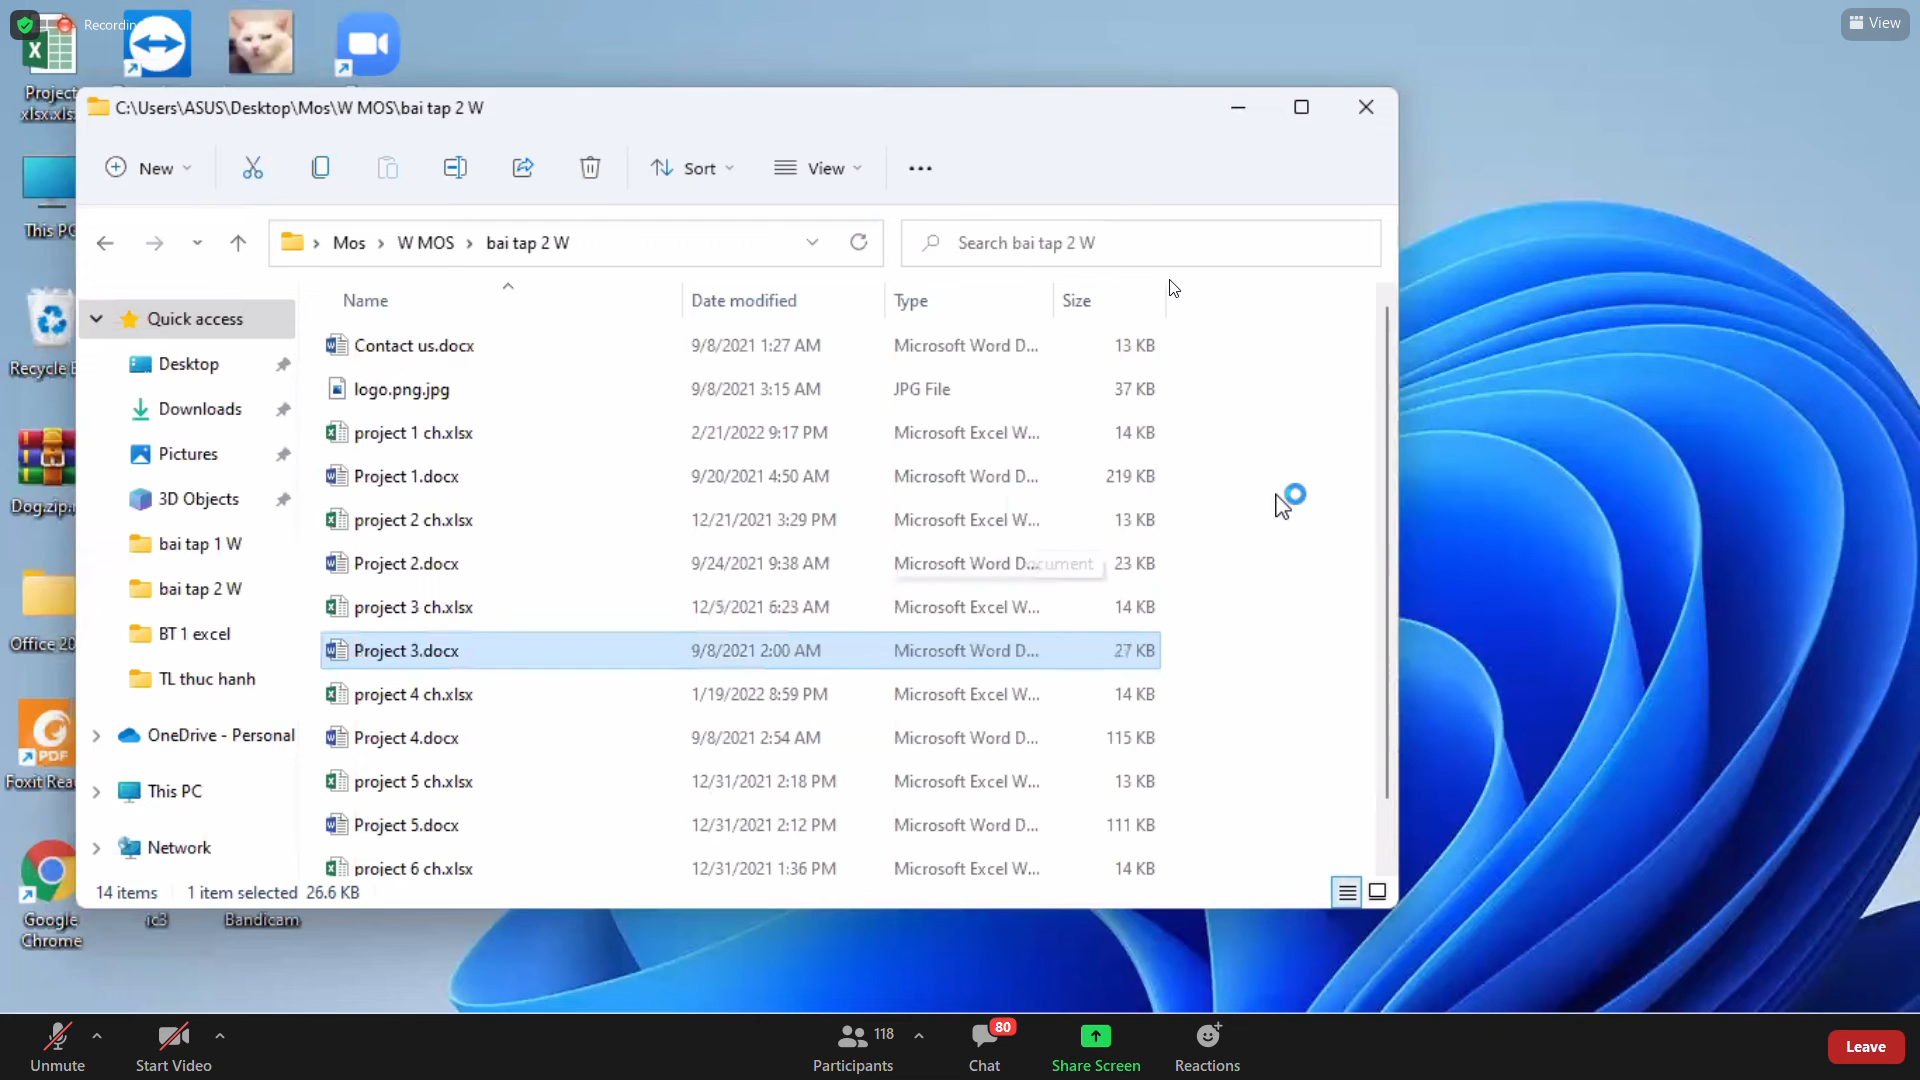 Recording
View
Project
xlsx.xls
This PC
Recycle B
Dog.zip.r
Office 20
Foxit Rea
PDF
Google
Chrome
ic3
Bandicam
C:\Users\ASUS\Desktop\Mos\W MOS\bai tap 2 W
New
Sort
View
Mos > W MOS > bai tap 2 W
Search bai tap 2 W
Name Date modified Type Size
Quick access
Desktop
Downloads
Pictures
3D Objects
bai tap 1 W
bai tap 2 W
BT 1 excel
TL thuc hanh
OneDrive - Personal
This PC
Network
Contact us.docx 9/8/2021 1:27 AM Microsoft Word D... 13 KB
logo.png.jpg 9/8/2021 3:15 AM JPG File 37 KB
project 1 ch.xlsx 2/21/2022 9:17 PM Microsoft Excel W... 14 KB
Project 1.docx 9/20/2021 4:50 AM Microsoft Word D... 219 KB
project 2 ch.xlsx 12/21/2021 3:29 PM Microsoft Excel W... 13 KB
Project 2.docx 9/24/2021 9:38 AM Microsoft Word D... 23 KB
project 3 ch.xlsx 12/5/2021 6:23 AM Microsoft Excel W... 14 KB
Project 3.docx 9/8/2021 2:00 AM Microsoft Word D... 27 KB
project 4 ch.xlsx 1/19/2022 8:59 PM Microsoft Excel W... 14 KB
Project 4.docx 9/8/2021 2:54 AM Microsoft Word D... 115 KB
project 5 ch.xlsx 12/31/2021 2:18 PM Microsoft Excel W... 13 KB
Project 5.docx 12/31/2021 2:12 PM Microsoft Word D... 111 KB
project 6 ch.xlsx 12/31/2021 1:36 PM Microsoft Excel W... 14 KB
14 items 1 item selected 26.6 KB
Unmute
Start Video
118
Participants
80
Chat
Share Screen
Reactions
Leave